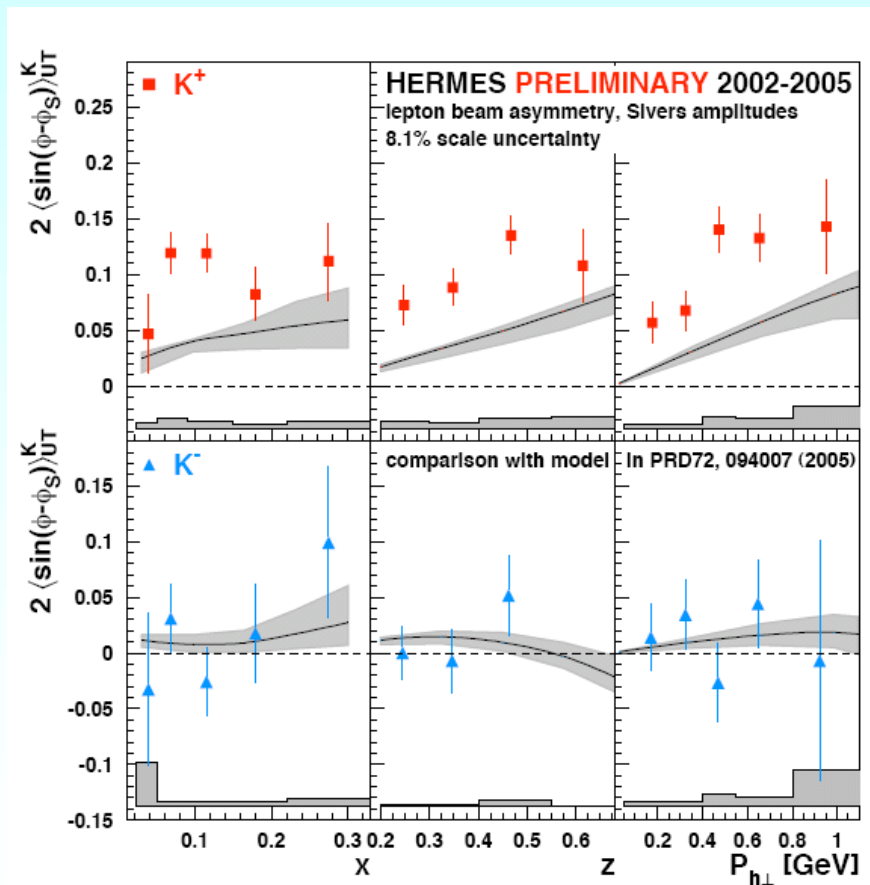 K+
HERMES PRELIMINARY 2002-2005
lepton beam asymmetry, Sivers amplitudes
8.1% scale uncertainty
2 ⟨sin(ϕ-ϕS)⟩KUT
0.25
0.2
0.15
0.1
0.05
0
K-
comparison with model
in PRD72, 094007 (2005)
2 ⟨sin(ϕ-ϕS)⟩KUT
0.15
0.1
0.05
0
-0.05
-0.1
-0.15
0.1 0.2 0.3 0.2 0.3 0.4 0.5 0.6 0.2 0.4 0.6 0.8 1
x z Ph⊥ [GeV]